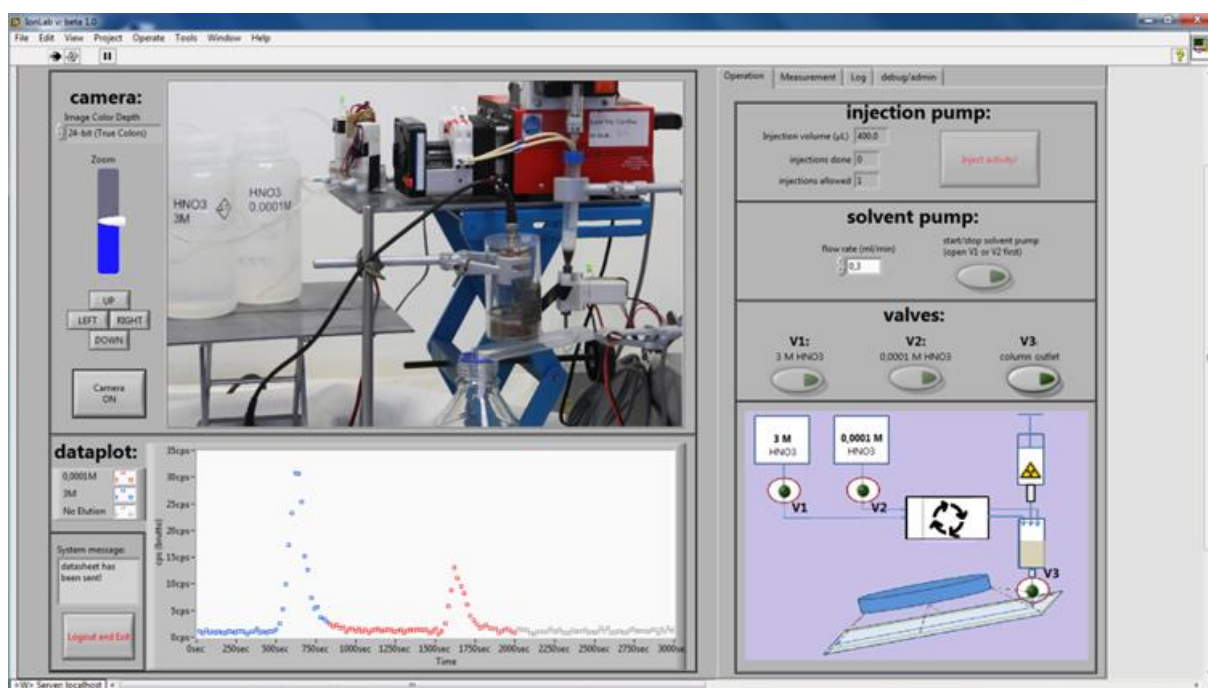 IonLab v: beta 1.0
File Edit View Project Operate Tools Window Help
camera:
Image Color Depth
24-bit (True Colors)
Zoom
UP
LEFT RIGHT
DOWN
Camera
ON
HNO3
3M
HNO3
0.0001M
dataplot:
0,0001M
3M
No Elution
System message:
datasheet has
been sent!
Logout and Exit
35cps
30cps
25cps
20cps
15cps
10cps
5cps
0cps
cps (brutto)
0sec 250sec 500sec 750sec 1000sec 1250sec 1500sec 1750sec 2000sec 2250sec 2500sec 2750sec 3000sec
Time
Operation Measurement Log debug/admin
injection pump:
Injection volume (µL) 400.0
injections done 0
injections allowed 1
Inject activity!
solvent pump:
flow rate (ml/min)
0,3
start/stop solvent pump
(open V1 or V2 first)
valves:
V1:
3 M HNO3
V2:
0,0001 M HNO3
V3:
column outlet
3 M
HNO3
0,0001 M
HNO3
V1
V2
V3
<W> Server: localhost